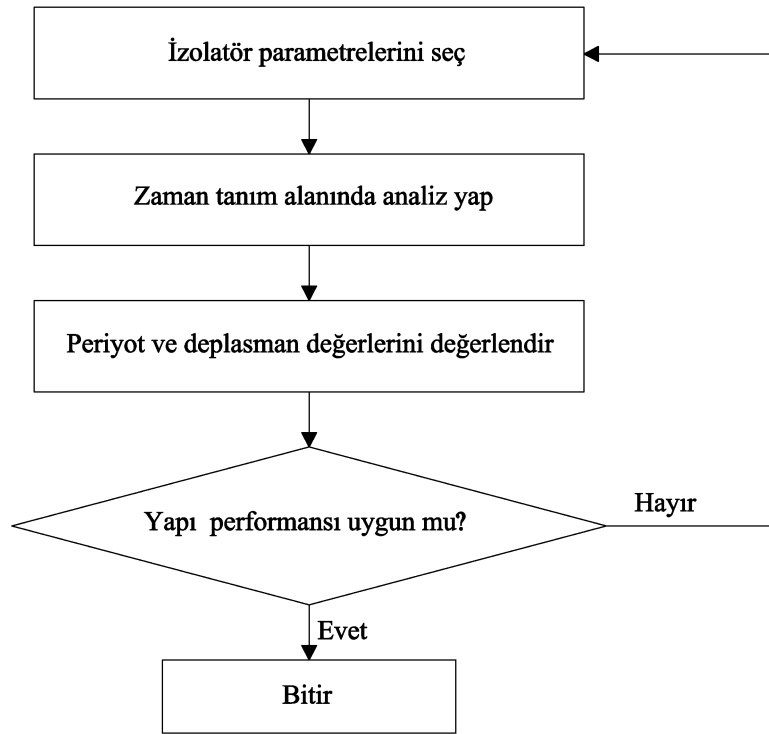 İzolatör parametrelerini seç
Zaman tanım alanında analiz yap
Periyot ve deplasman değerlerini değerlendir
Yapı performansı uygun mu?
Hayır
Evet
Bitir